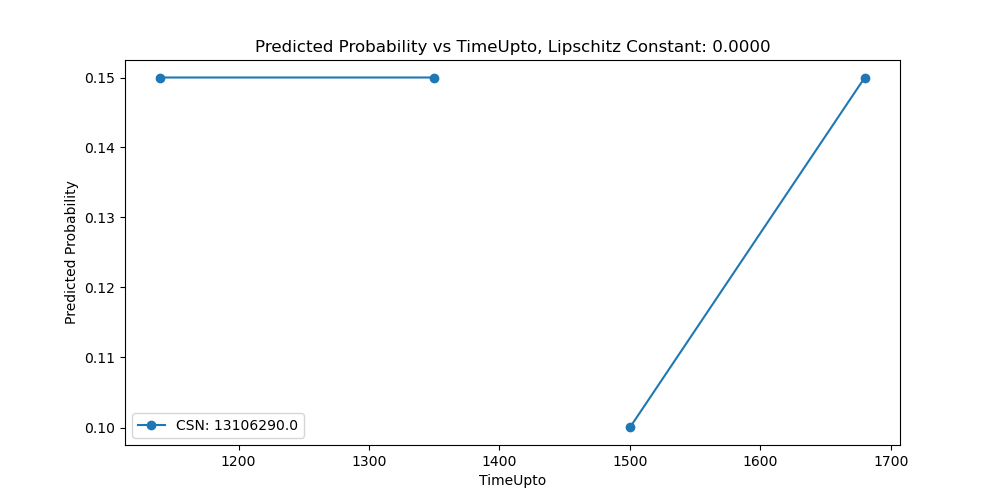 Predicted Probability vs TimeUpto, Lipschitz Constant: 0.0000
Predicted Probability
0.15
0.14
0.13
0.12
0.11
0.10
CSN: 13106290.0
1200 1300 1400 1500 1600 1700
TimeUpto